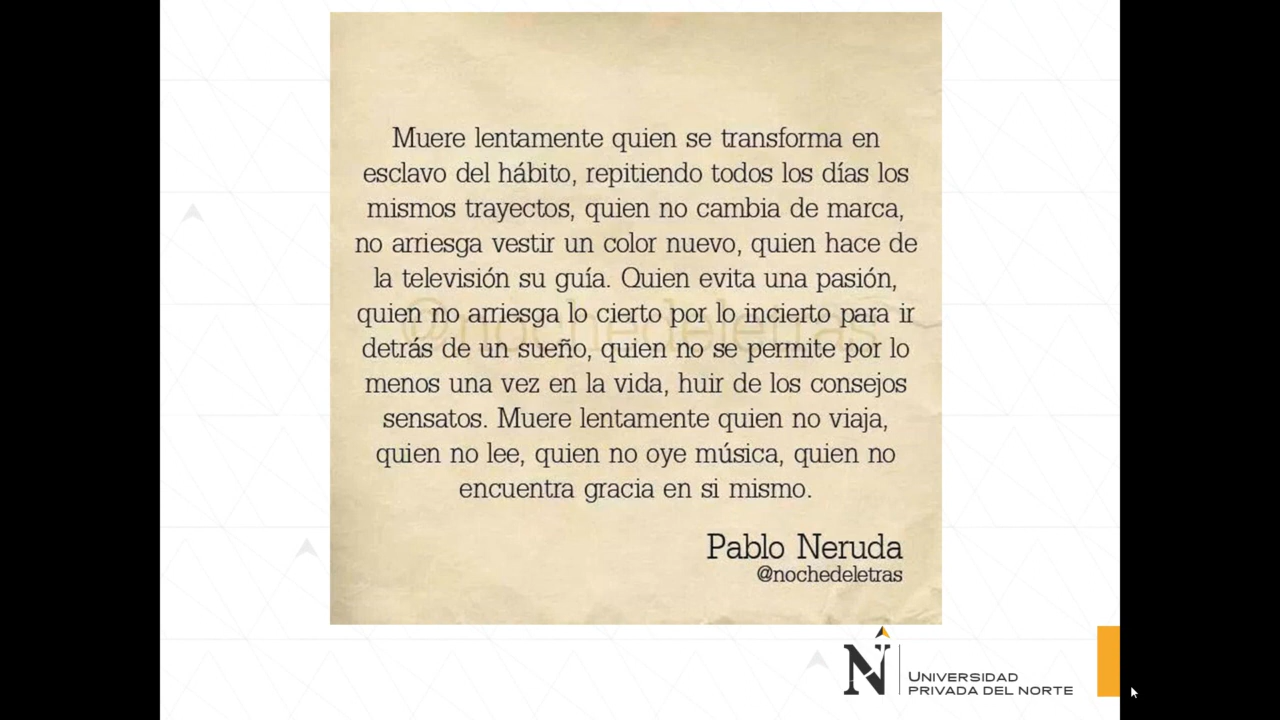 Muere lentamente quien se transforma en
esclavo del hábito, repitiendo todos los días los
mismos trayectos, quien no cambia de marca,
no arriesga vestir un color nuevo, quien hace de
la televisión su guía. Quien evita una pasión,
quien no arriesga lo cierto por lo incierto para ir
detrás de un sueño, quien no se permite por lo
menos una vez en la vida, huir de los consejos
sensatos. Muere lentamente quien no viaja,
quien no lee, quien no oye música, quien no
encuentra gracia en si mismo.
@nochedeletras
Pablo Neruda
@nochedeletras
N UNIVERSIDAD
PRIVADA DEL NORTE